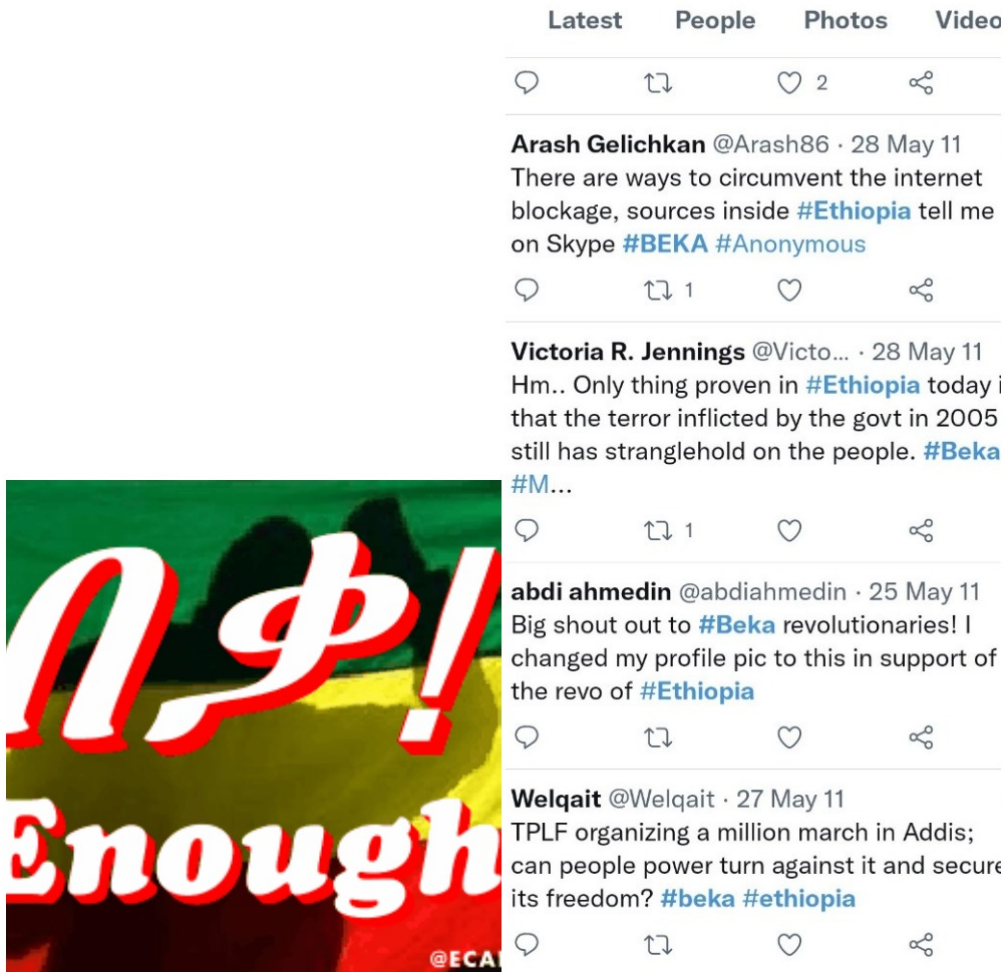 በቃ!
Enough
Latest People Photos
2
Arash Gelichkan @Arash86 · 28 May 11
There are ways to circumvent the internet
blockage, sources inside #Ethiopia tell me
on Skype #BEKA #Anonymous
1
Victoria R. Jennings @Victo... · 28 May 11
Hm.. Only thing proven in #Ethiopia today
that the terror inflicted by the govt in 2005
still has stranglehold on the people. #Beka
#M...
1
abdi ahmedin @abdiahmedin · 25 May 11
Big shout out to #Beka revolutionaries! I
changed my profile pic to this in support of
the revo of #Ethiopia
Welqait @Welqait · 27 May 11
TPLF organizing a million march in Addis;
can people power turn against it and secure
its freedom? #beka #ethiopia